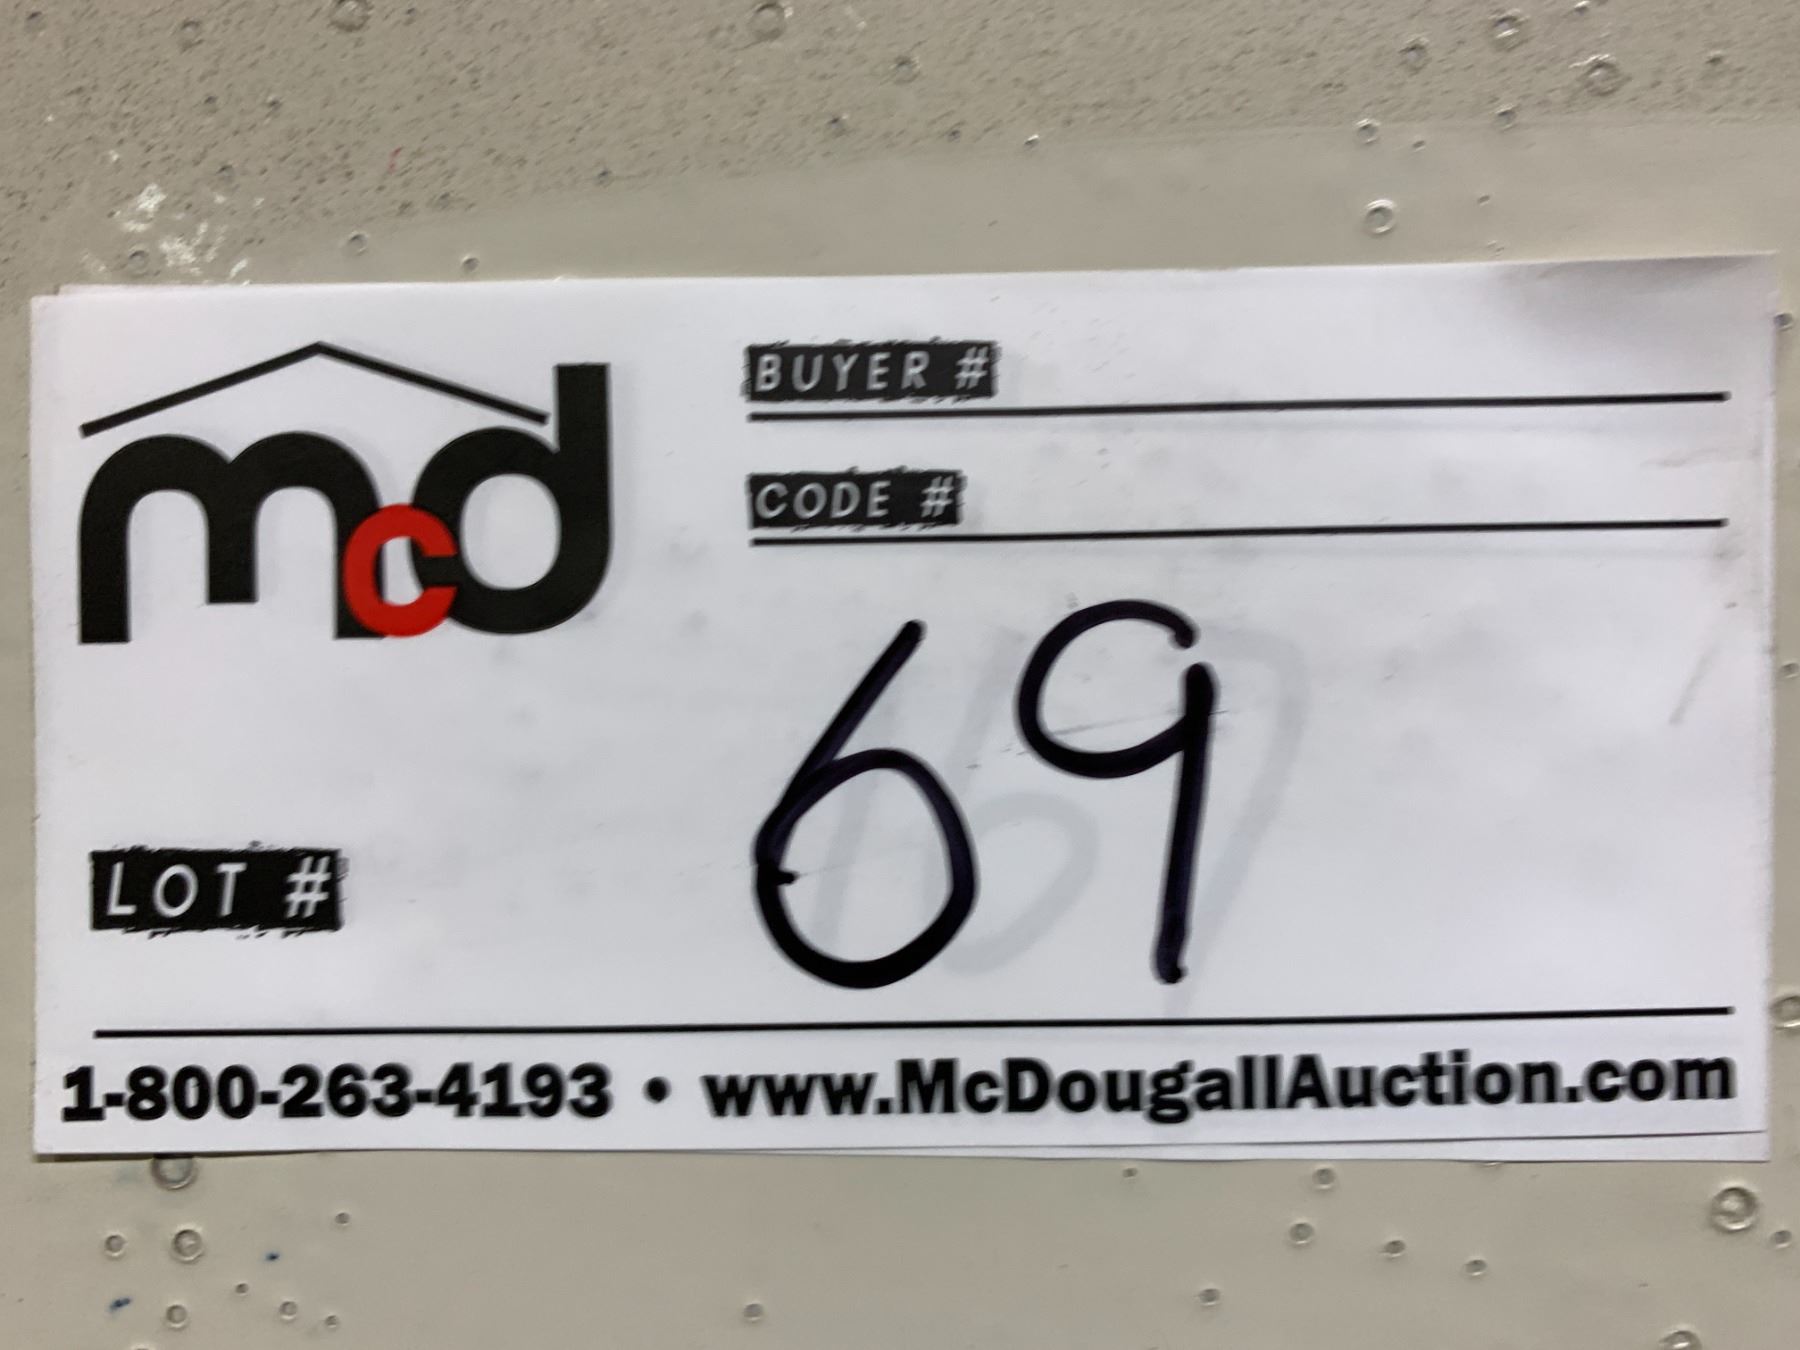 mcd
BUYER #
CODE #
LOT # 69
1-800-263-4193 • www.McDougallAuction.com